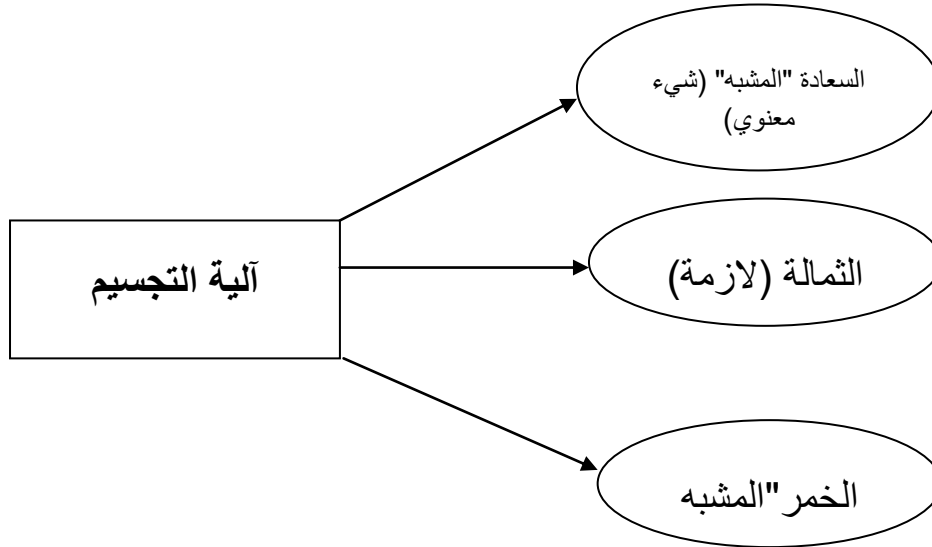 السعادة "المشبه" (شيء
معنوي)
آلية التجسيم
الثمالة (لازمة)
الخمر "المشبه